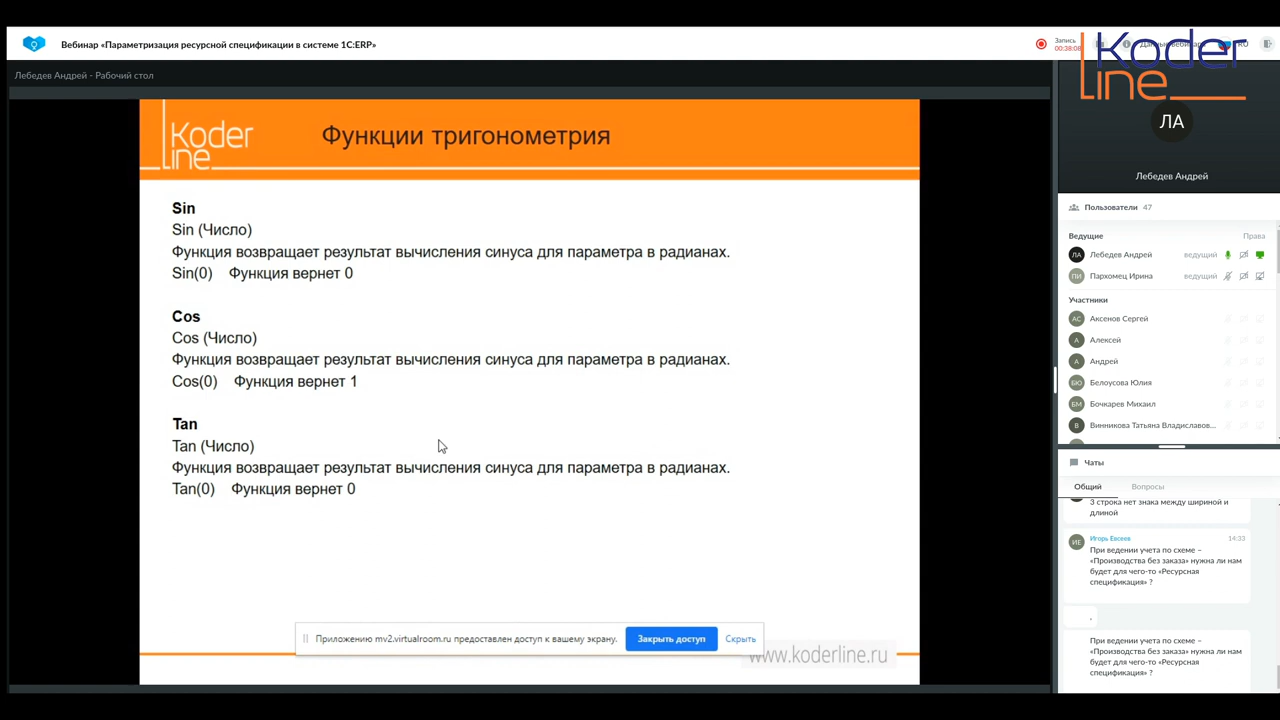 Вебинар «Параметризация ресурсной спецификации в системе 1С:ERP»
Запись
00:38:08
RU
Koder
line
Лебедев Андрей - Рабочий стол
Koder
line
Функции тригонометрия
Sin
Sin (Число)
Функция возвращает результат вычисления синуса для параметра в радианах.
Sin(0) Функция вернет 0
Cos
Cos (Число)
Функция возвращает результат вычисления синуса для параметра в радианах.
Cos(0) Функция вернет 1
Tan
Tan (Число)
Функция возвращает результат вычисления синуса для параметра в радианах.
Tan(0) Функция вернет 0
Приложению mv2.virtualroom.ru предоставлен доступ к вашему экрану.
Закрыть доступ
Скрыть
www.koderline.ru
ЛА
Лебедев Андрей
Пользователи 47
Ведущие Права
ЛА Лебедев Андрей ведущий
ПИ Пархомец Ирина ведущий
Участники
АС Аксенов Сергей
А Алексей
А Андрей
БЮ Белоусова Юлия
БМ Бочкарев Михаил
В Винникова Татьяна Владиславов...
Чаты
Общий Вопросы
3 строка нет знака между шириной и
длиной
ИЕ Игорь Евсеев 14:33
При ведении учета по схеме –
«Производства без заказа» нужна ли нам
будет для чего-то «Ресурсная
спецификация» ?
.
При ведении учета по схеме –
«Производства без заказа» нужна ли нам
будет для чего-то «Ресурсная
спецификация» ?